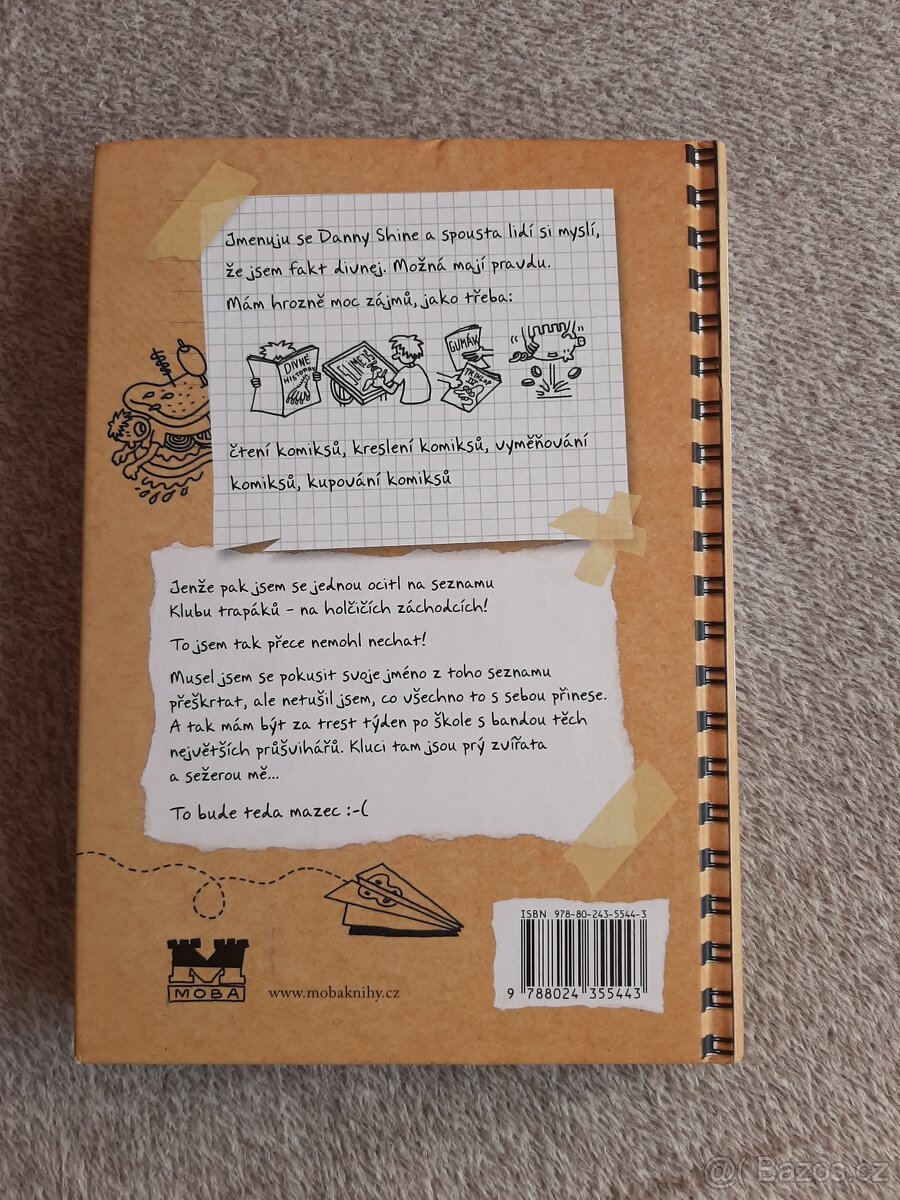 Jmenuju se Danny Shine a spousta lidí si myslí,
že jsem fakt divnej. Možná mají pravdu.
Mám hrozně moc zájmů, jako třeba:
DIVNÉ
GUMÁK
čtení komiksů, kreslení komiksů, vyměňování
komiksů, kupování komiksů
Jenže pak jsem se jednou ocitl na seznamu
Klubu trapáků – na holčičích záchodcích!
To jsem tak přece nemohl nechat!
Musel jsem se pokusit svoje jméno z toho seznamu
přeškrtat, ale netušil jsem, co všechno to s sebou přinese.
A tak mám být za trest týden po škole s bandou těch
největších průšvihářů. Kluci tam jsou prý zvířata
a sežerou mě...
To bude teda mazec :-(
ISBN 978-80-243-5544-3
9 788024 355443
MOBA
www.mobaknihy.cz
Bazos.cz